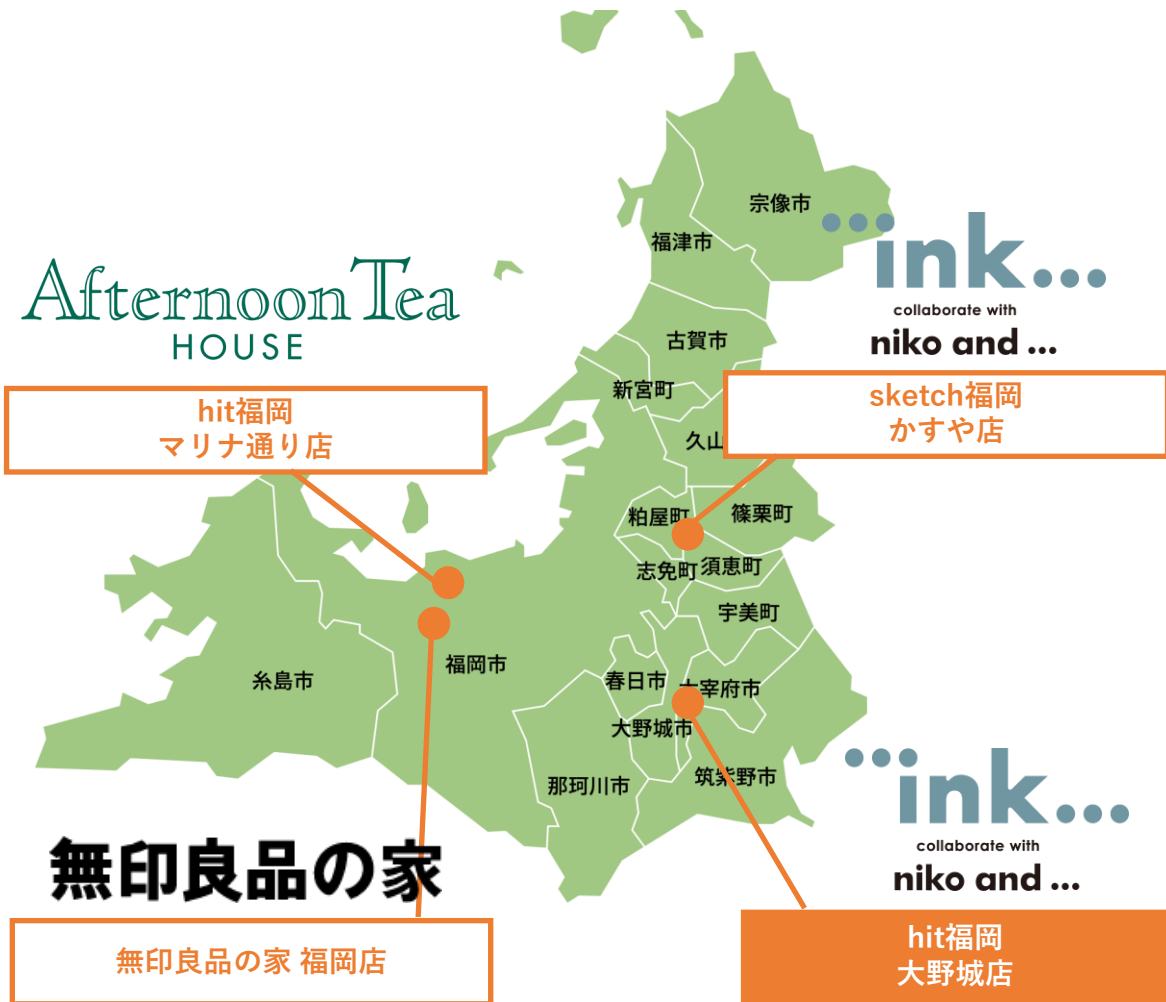 宗像市
福津市
ink...
collaborate with
niko and ...
Afternoon Tea
HOUSE
古賀市
新宮町
hit福岡
マリナ通り店
sketch福岡
かすや店
久山
粕屋町
篠栗町
志免町
須恵町
宇美町
福岡市
糸島市
春日市
太宰府市
大野城市
那珂川市
筑紫野市
ink...
collaborate with
niko and ...
無印良品の家
無印良品の家 福岡店
hit福岡
大野城店